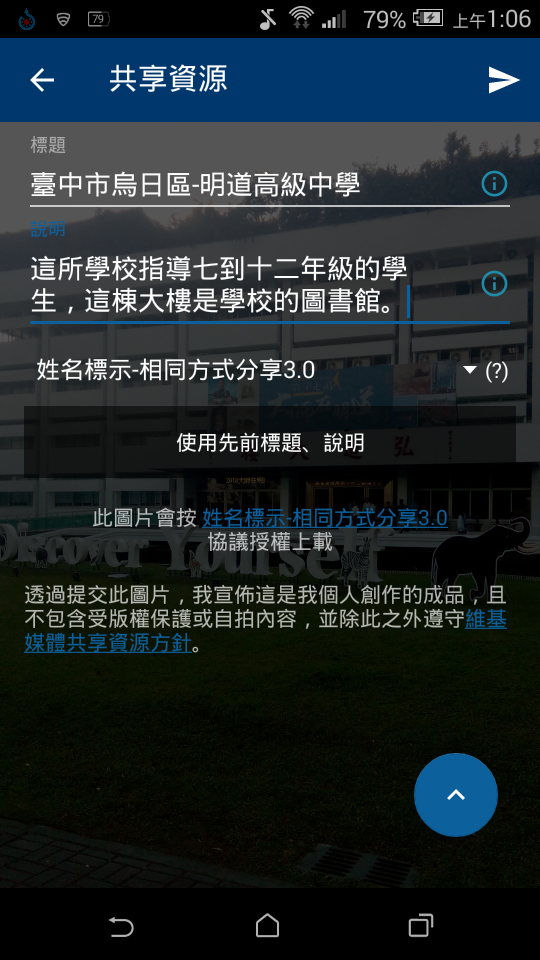 79
79%
上午1:06
共享資源
標題
臺中市烏日區-明道高級中學
說明
這所學校指導七到十二年級的學
生，這棟大樓是學校的圖書館。
姓名標示-相同方式分享3.0
(?)
使用先前標題、說明
此圖片會按 姓名標示-相同方式分享3.0
協議授權上載
Discover Yourself
透過提交此圖片，我宣佈這是我個人創作的成品，且
不包含受版權保護或自拍內容，並除此之外遵守維基
媒體共享資源方針。